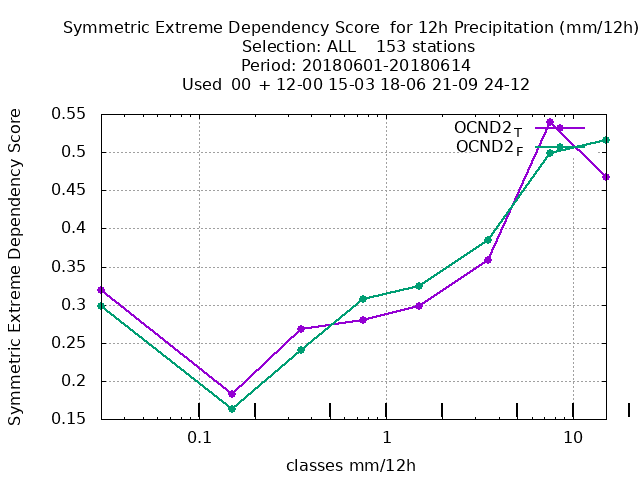 Symmetric Extreme Dependency Score  for 12h Precipitation (mm/12h)
Selection: ALL    153 stations
Period: 20180601-20180614
Used  00 + 12-00 15-03 18-06 21-09 24-12
Symmetric Extreme Dependency Score
0.55
0.5
0.45
0.4
0.35
0.3
0.25
0.2
0.15
OCND2T
OCND2F
0.1
1
10
classes mm/12h